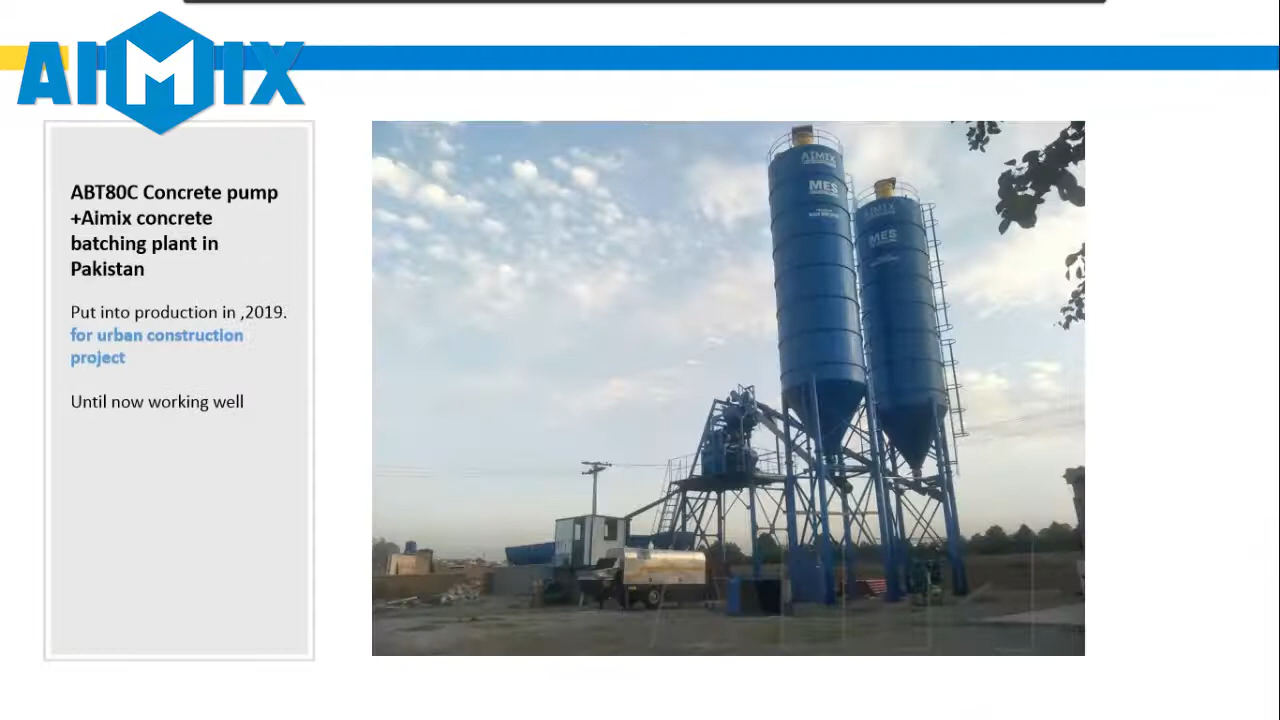 AIMIX
ABT80C Concrete pump
+Aimix concrete
batching plant in
Pakistan
Put into production in ,2019.
for urban construction
project
Until now working well
AIMIX
MES
AIMIX
MES